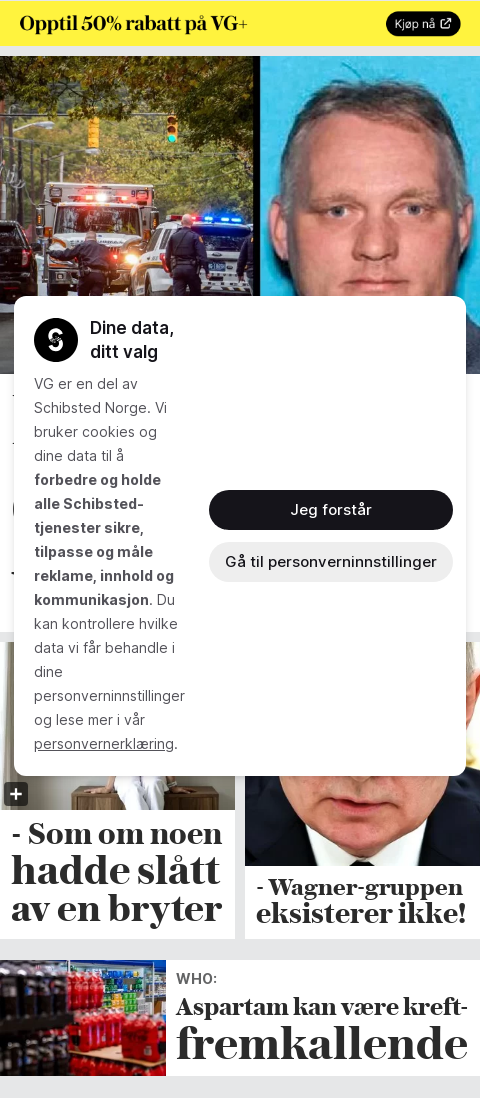 Opptil 50% rabatt på VG+
Kjøp nå
Dine data,
ditt valg
VG er en del av
Schibsted Norge. Vi
bruker cookies og
dine data til å
forbedre og holde
alle Schibsted-
tjenester sikre,
tilpasse og måle
reklame, innhold og
kommunikasjon. Du
kan kontrollere hvilke
data vi får behandle i
dine
personverninnstillinger
og lese mer i vår
personvernerklæring.
Jeg forstår
Gå til personverninnstillinger
- Som om noen
hadde slått
av en bryter
- Wagner-gruppen
eksisterer ikke!
WHO:
Aspartam kan være kreft-
fremkallende